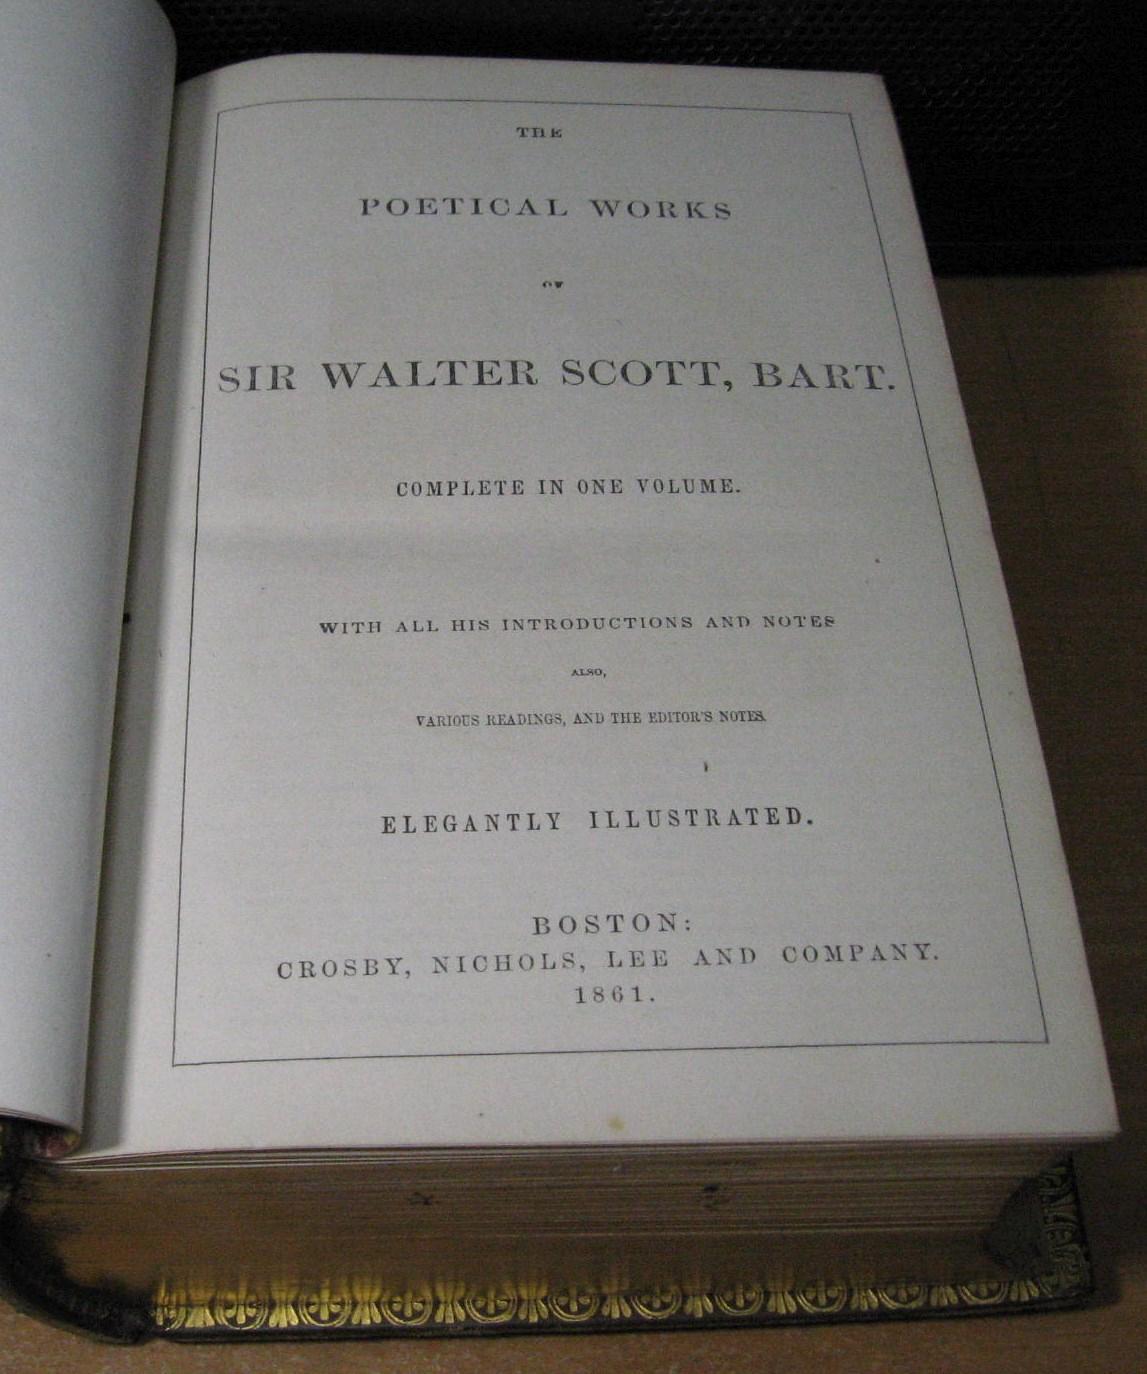 THE
POETICAL WORKS
OF
SIR WALTER SCOTT, BART.
COMPLETE IN ONE VOLUME.
WITH ALL HIS INTRODUCTIONS AND NOTES
ALSO,
VARIOUS READINGS, AND THE EDITOR'S NOTES.
ELEGANTLY ILLUSTRATED.
BOSTON:
CROSBY, NICHOLS, LEE AND COMPANY.
1861.